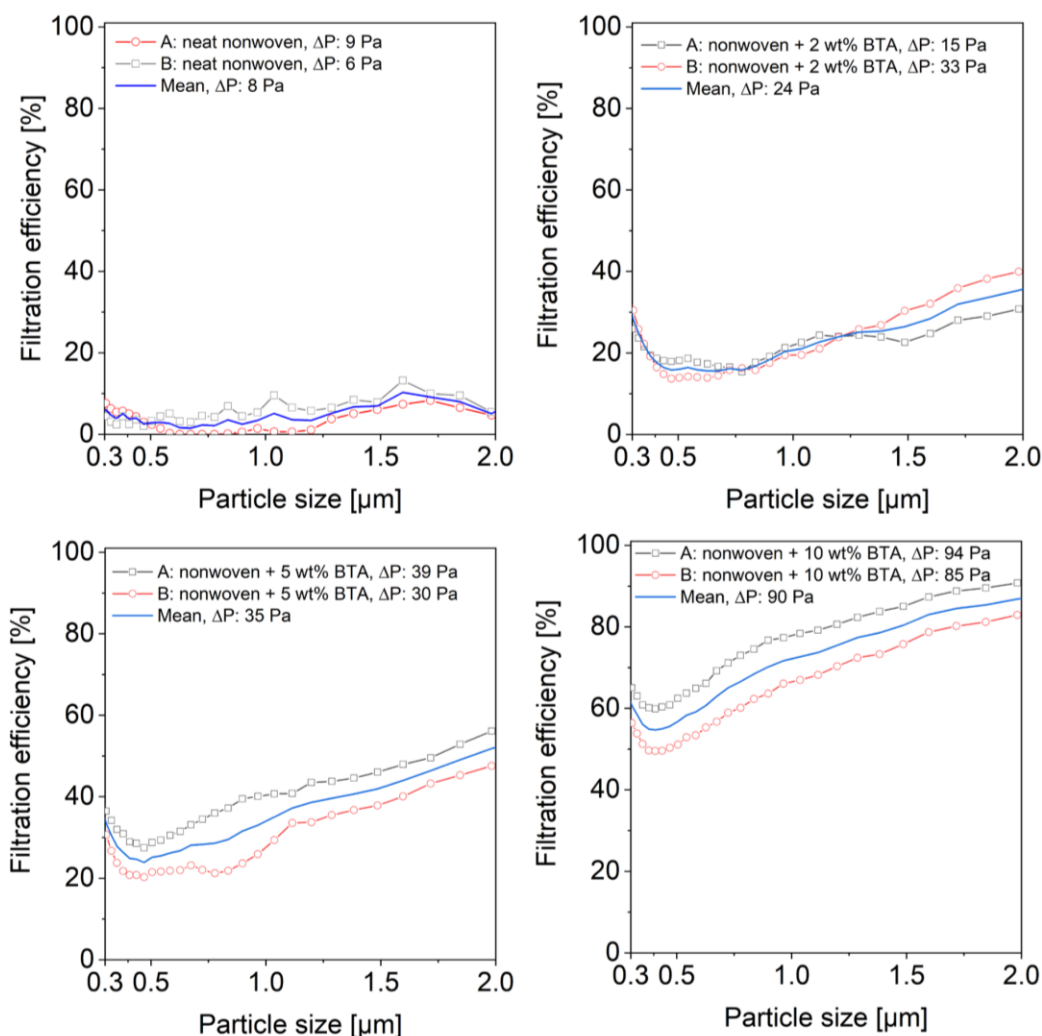 100
80
60
40
20
0
Filtration efficiency [%]
A: neat nonwoven, ΔP: 9 Pa
B: neat nonwoven, ΔP: 6 Pa
Mean, ΔP: 8 Pa
0.3 0.5 1.0 1.5 2.0
Particle size [µm]
100
80
60
40
20
0
Filtration efficiency [%]
A: nonwoven + 2 wt% BTA, ΔP: 15 Pa
B: nonwoven + 2 wt% BTA, ΔP: 33 Pa
Mean, ΔP: 24 Pa
0.3 0.5 1.0 1.5 2.0
Particle size [µm]
100
80
60
40
20
0
Filtration efficiency [%]
A: nonwoven + 5 wt% BTA, ΔP: 39 Pa
B: nonwoven + 5 wt% BTA, ΔP: 30 Pa
Mean, ΔP: 35 Pa
0.3 0.5 1.0 1.5 2.0
Particle size [µm]
100
80
60
40
20
0
Filtration efficiency [%]
A: nonwoven + 10 wt% BTA, ΔP: 94 Pa
B: nonwoven + 10 wt% BTA, ΔP: 85 Pa
Mean, ΔP: 90 Pa
0.3 0.5 1.0 1.5 2.0
Particle size [µm]